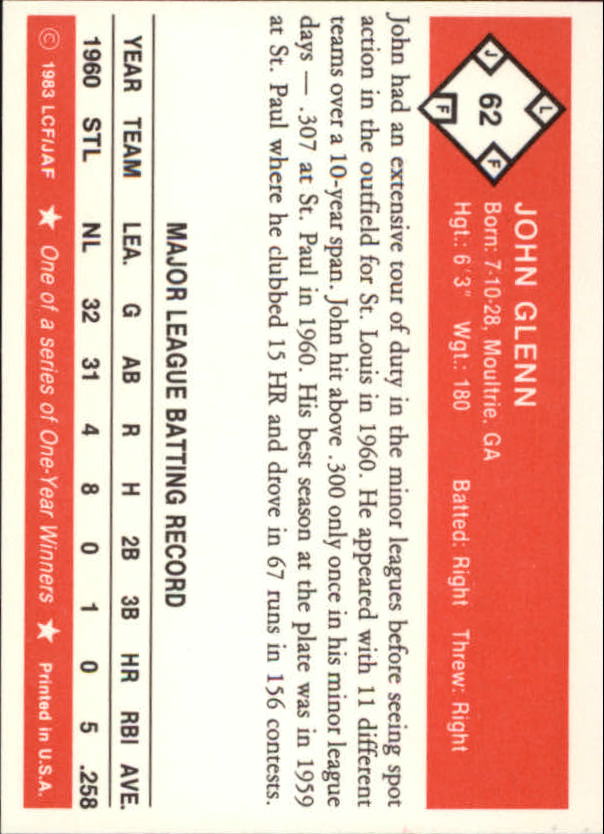 L
J
62
F
F
JOHN GLENN
Born: 7-10-28, Moultrie, GA
Hgt.: 6'3" Wgt.: 180 Batted: Right Threw: Right
John had an extensive tour of duty in the minor leagues before seeing spot
action in the outfield for St. Louis in 1960. He appeared with 11 different
teams over a 10-year span. John hit above .300 only once in his minor league
days — .307 at St. Paul in 1960. His best season at the plate was in 1959
at St. Paul where he clubbed 15 HR and drove in 67 runs in 156 contests.
MAJOR LEAGUE BATTING RECORD
YEAR TEAM LEA. G AB R H 2B 3B HR RBI AVE.
1960 STL NL 32 31 4 8 0 1 0 5 .258
© 1983 LCF/JAF ★ One of a series of One-Year Winners ★ Printed in U.S.A.